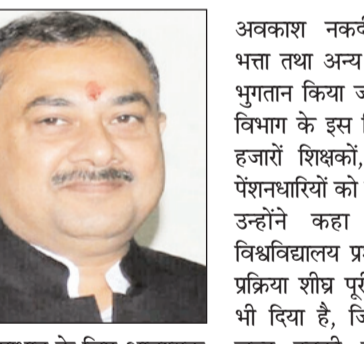 अवकाश नकदी
भत्ता तथा अन्य
भुगतान किया ज
विभाग के इस
हजारों शिक्षकों,
पेंशनधारियों को
उन्होंने कहा
विश्वविद्यालय प्र
प्रक्रिया शीघ्र पूर
भी दिया है, जि